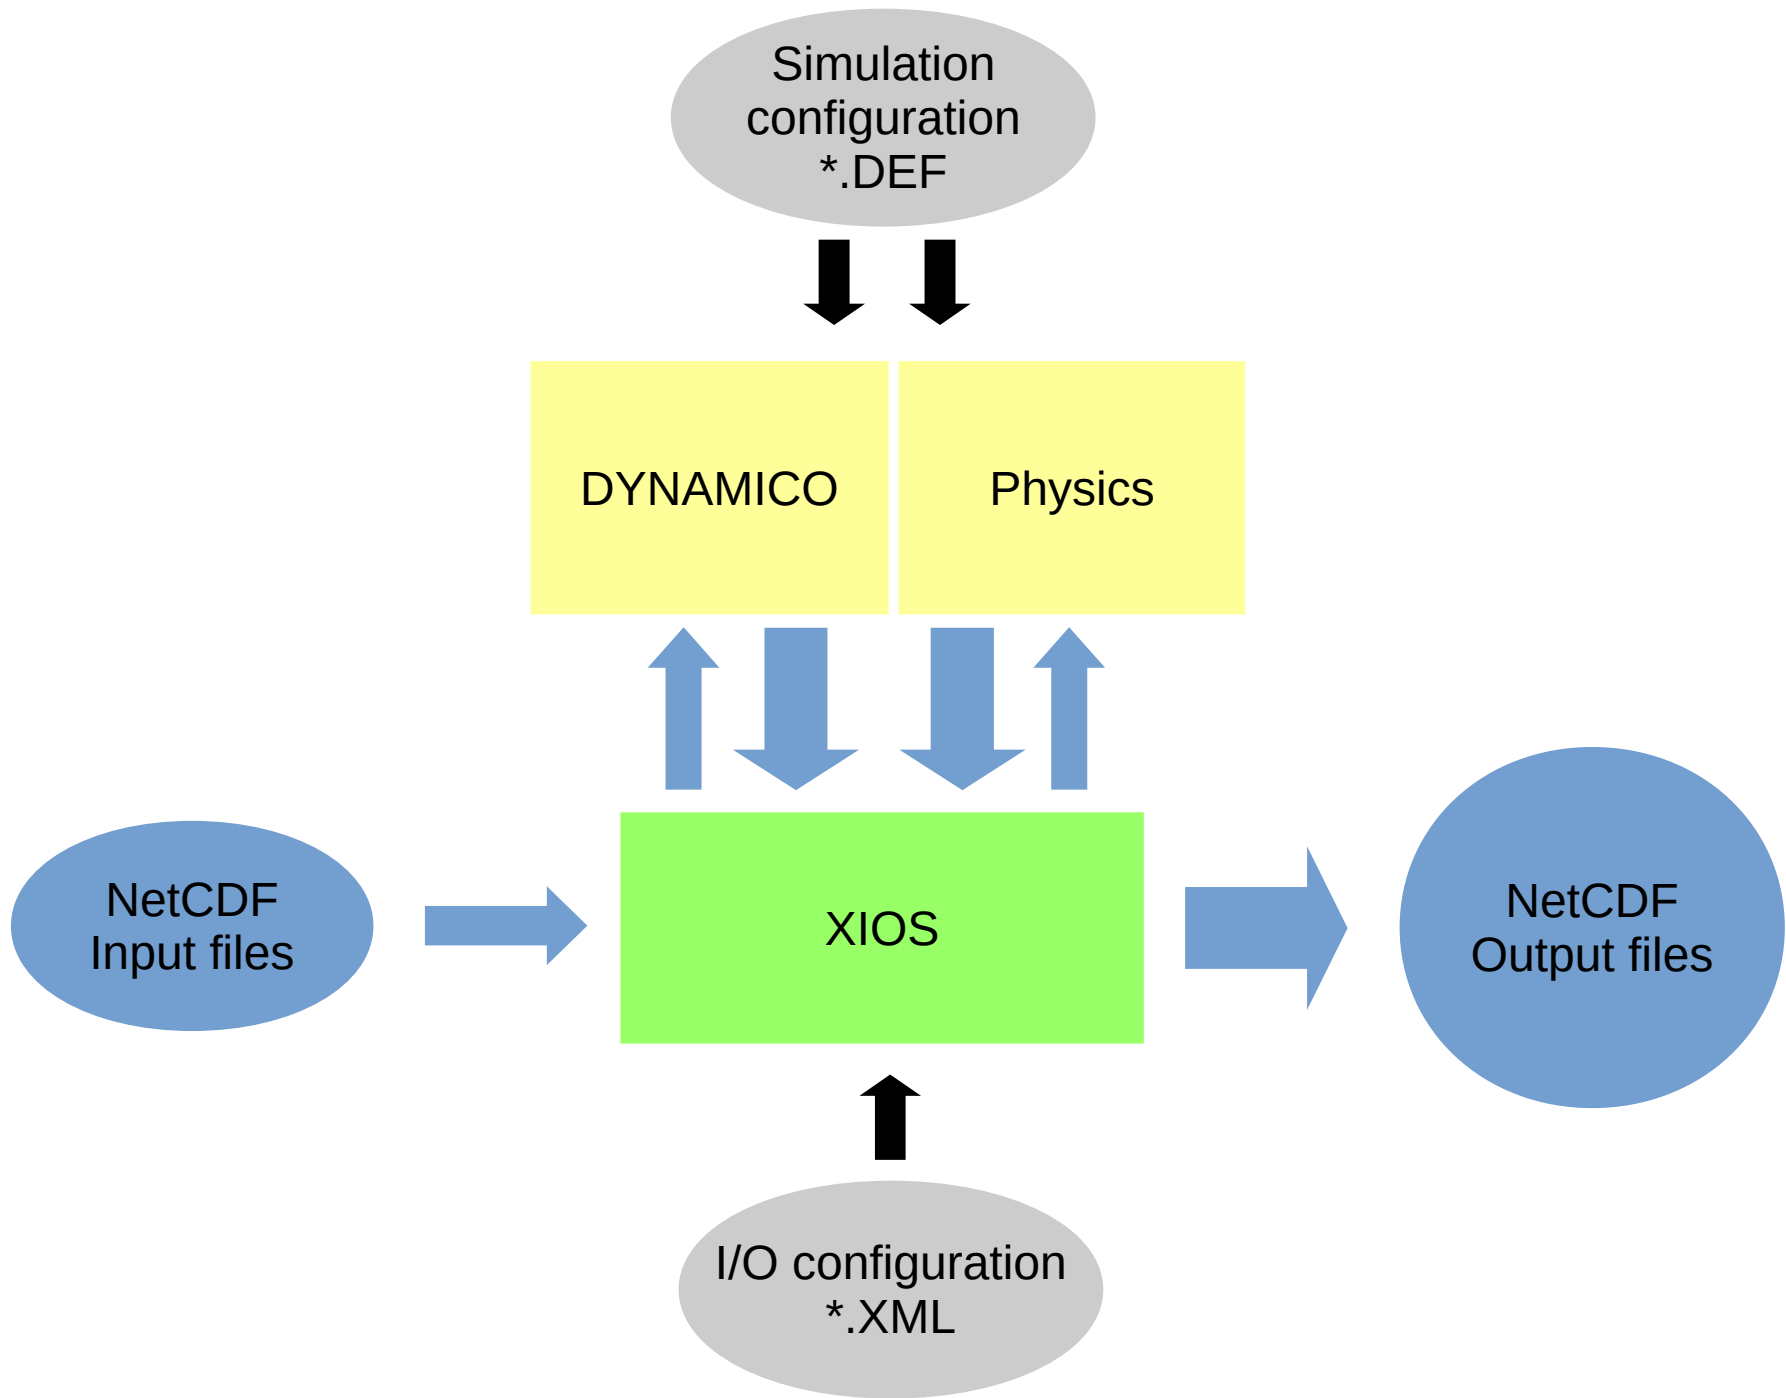 Simulation
configuration
*.DEF
DYNAMICO
Physics
NetCDF
Input files
XIOS
NetCDF
Output files
I/O configuration
*.XML